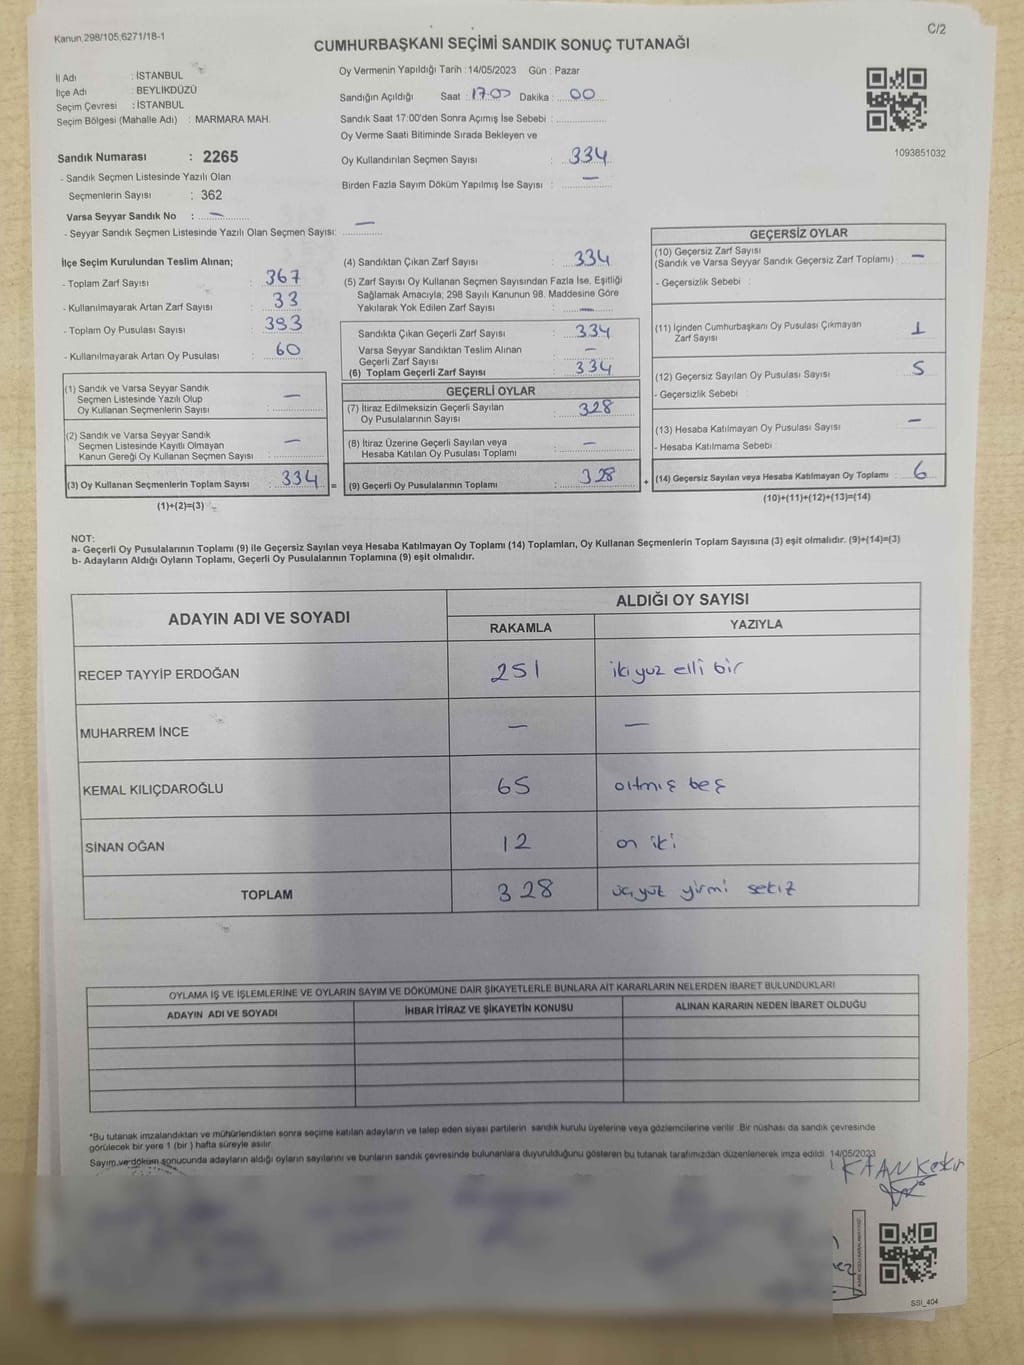 Kanun.298/105;6271/18-1
C/2
CUMHURBAŞKANI SEÇİMİ SANDIK SONUÇ TUTANAĞI
İl Adı : İSTANBUL
İlçe Adı : BEYLİKDÜZÜ
Seçim Çevresi : İSTANBUL
Seçim Bölgesi (Mahalle Adı) : MARMARA MAH.
Oy Vermenin Yapıldığı Tarih : 14/05/2023 Gün : Pazar
Sandığın Açıldığı Saat : 17:00 Dakika : 00
Sandık Saat 17:00'den Sonra Açımış İse Sebebi :
Oy Verme Saati Bitiminde Sırada Bekleyen ve
Oy Kullandırılan Seçmen Sayısı : 334
Birden Fazla Sayım Döküm Yapılmış İse Sayısı : —
1093851032
Sandık Numarası : 2265
- Sandık Seçmen Listesinde Yazılı Olan
Seçmenlerin Sayısı : 362
Varsa Seyyar Sandık No : —
- Seyyar Sandık Seçmen Listesinde Yazılı Olan Seçmen Sayısı: —
İlçe Seçim Kurulundan Teslim Alınan;
- Toplam Zarf Sayısı : 367
- Kullanılmayarak Artan Zarf Sayısı : 33
- Toplam Oy Pusulası Sayısı : 393
- Kullanılmayarak Artan Oy Pusulası : 60
(1) Sandık ve Varsa Seyyar Sandık
Seçmen Listesinde Yazılı Olup
Oy Kullanan Seçmenlerin Sayısı : —
(2) Sandık ve Varsa Seyyar Sandık
Seçmen Listesinde Kayıtlı Olmayan
Kanun Gereği Oy Kullanan Seçmen Sayısı : —
(3) Oy Kullanan Seçmenlerin Toplam Sayısı : 334
(1)+(2)=(3)
=
(4) Sandıktan Çıkan Zarf Sayısı : 334
(5) Zarf Sayısı Oy Kullanan Seçmen Sayısından Fazla İse, Eşitliği
Sağlamak Amacıyla; 298 Sayılı Kanunun 98. Maddesine Göre
Yakılarak Yok Edilen Zarf Sayısı : —
Sandıkta Çıkan Geçerli Zarf Sayısı : 334
Varsa Seyyar Sandıktan Teslim Alınan
Geçerli Zarf Sayısı : —
(6) Toplam Geçerli Zarf Sayısı : 334
GEÇERLİ OYLAR
(7) İtiraz Edilmeksizin Geçerli Sayılan
Oy Pusulalarının Sayısı : 328
(8) İtiraz Üzerine Geçerli Sayılan veya
Hesaba Katılan Oy Pusulası Toplamı : —
(9) Geçerli Oy Pusulalarının Toplamı : 328
+
GEÇERSİZ OYLAR
(10) Geçersiz Zarf Sayısı
(Sandık ve Varsa Seyyar Sandık Geçersiz Zarf Toplamı) : —
- Geçersizlik Sebebi :
(11) İçinden Cumhurbaşkanı Oy Pusulası Çıkmayan
Zarf Sayısı : 1
(12) Geçersiz Sayılan Oy Pusulası Sayısı : 5
- Geçersizlik Sebebi :
(13) Hesaba Katılmayan Oy Pusulası Sayısı : —
- Hesaba Katılmama Sebebi :
(14) Geçersiz Sayılan veya Hesaba Katılmayan Oy Toplamı : 6
(10)+(11)+(12)+(13)=(14)
NOT:
a- Geçerli Oy Pusulalarının Toplamı (9) ile Geçersiz Sayılan veya Hesaba Katılmayan Oy Toplamı (14) Toplamları, Oy Kullanan Seçmenlerin Toplam Sayısına (3) eşit olmalıdır. (9)+(14)=(3)
b- Adayların Aldığı Oyların Toplamı, Geçerli Oy Pusulalarının Toplamına (9) eşit olmalıdır.
ADAYIN ADI VE SOYADI
ALDIĞI OY SAYISI
RAKAMLA YAZIYLA
RECEP TAYYİP ERDOĞAN 251 iki yüz elli bir
MUHARREM İNCE — —
KEMAL KILIÇDAROĞLU 65 altmış beş
SİNAN OĞAN 12 on iki
TOPLAM 328 üçyüz yirmi sekiz
OYLAMA İŞ VE İŞLEMLERİNE VE OYLARIN SAYIM VE DÖKÜMÜNE DAİR ŞİKAYETLERLE BUNLARA AİT KARARLARIN NELERDEN İBARET BULUNDUKLARI
ADAYIN ADI VE SOYADI İHBAR İTİRAZ VE ŞİKAYETİN KONUSU ALINAN KARARIN NEDEN İBARET OLDUĞU
*Bu tutanak imzalandıktan ve mühürlendikten sonra seçime katılan adayların ve talep eden siyasi partilerin sandık kurulu üyelerine veya gözlemcilerine verilir. Bir nüshası da sandık çevresinde
görülecek bir yere 1 (bir) hafta süreyle asılır.
Sayım ve döküm sonucunda adayların aldığı oyların sayılarını ve bunların sandık çevresinde bulunanlara duyurulduğunu gösteren bu tutanak tarafımızdan düzenlenerek imza edildi. 14/05/2023
KAAN Keskin
SSI_404